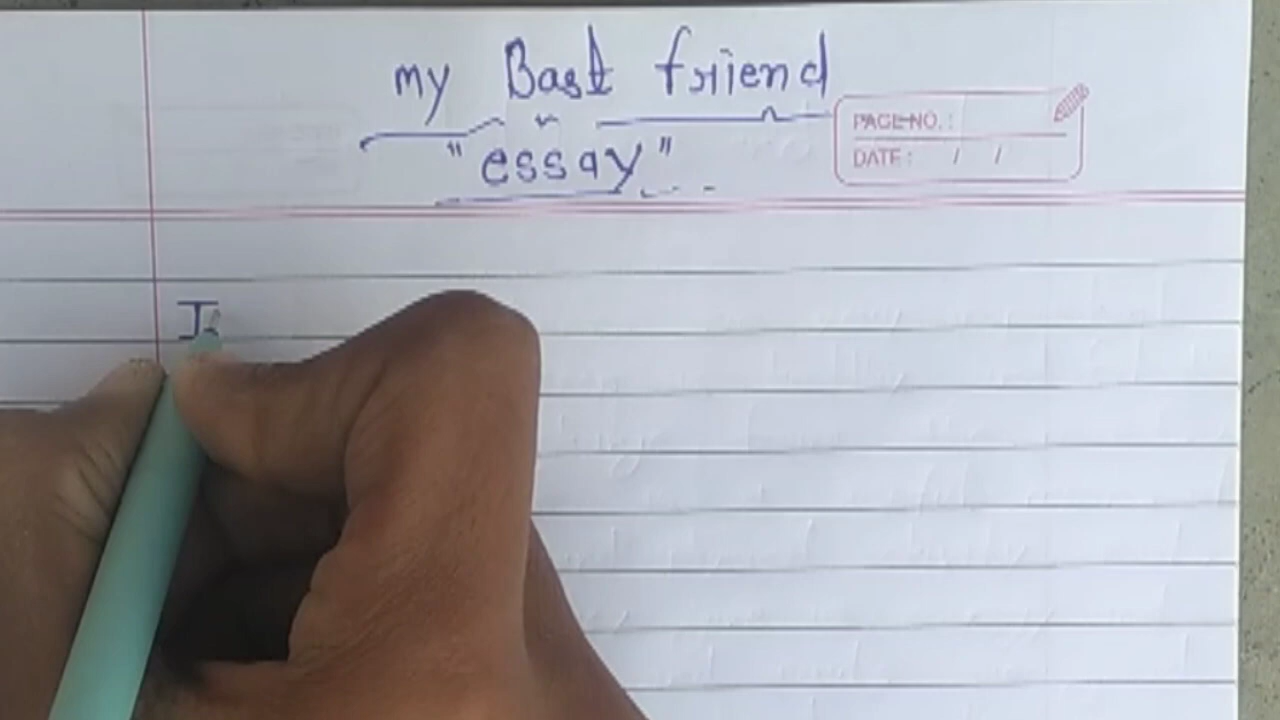 my Bast friend
PAGE NO. :
"essay"
DATE : / /
I